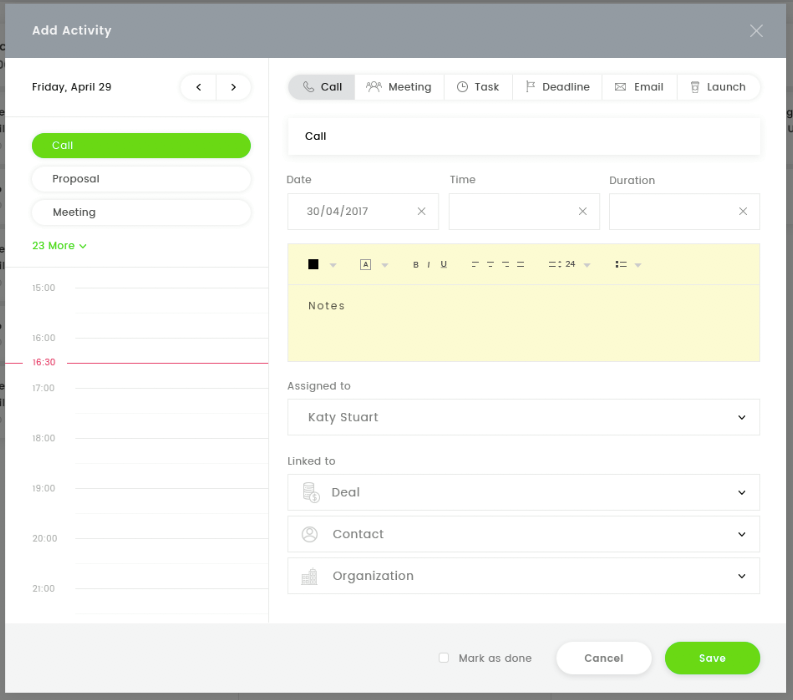 Add Activity
Friday, April 29
Call
Proposal
Meeting
23 More
15:00
16:00
16:30
17:00
18:00
19:00
20:00
21:00
Call Meeting Task Deadline Email Launch
Call
Date Time Duration
30/04/2017
A B I U 24
Notes
Assigned to
Katy Stuart
Linked to
Deal
Contact
Organization
Mark as done Cancel Save